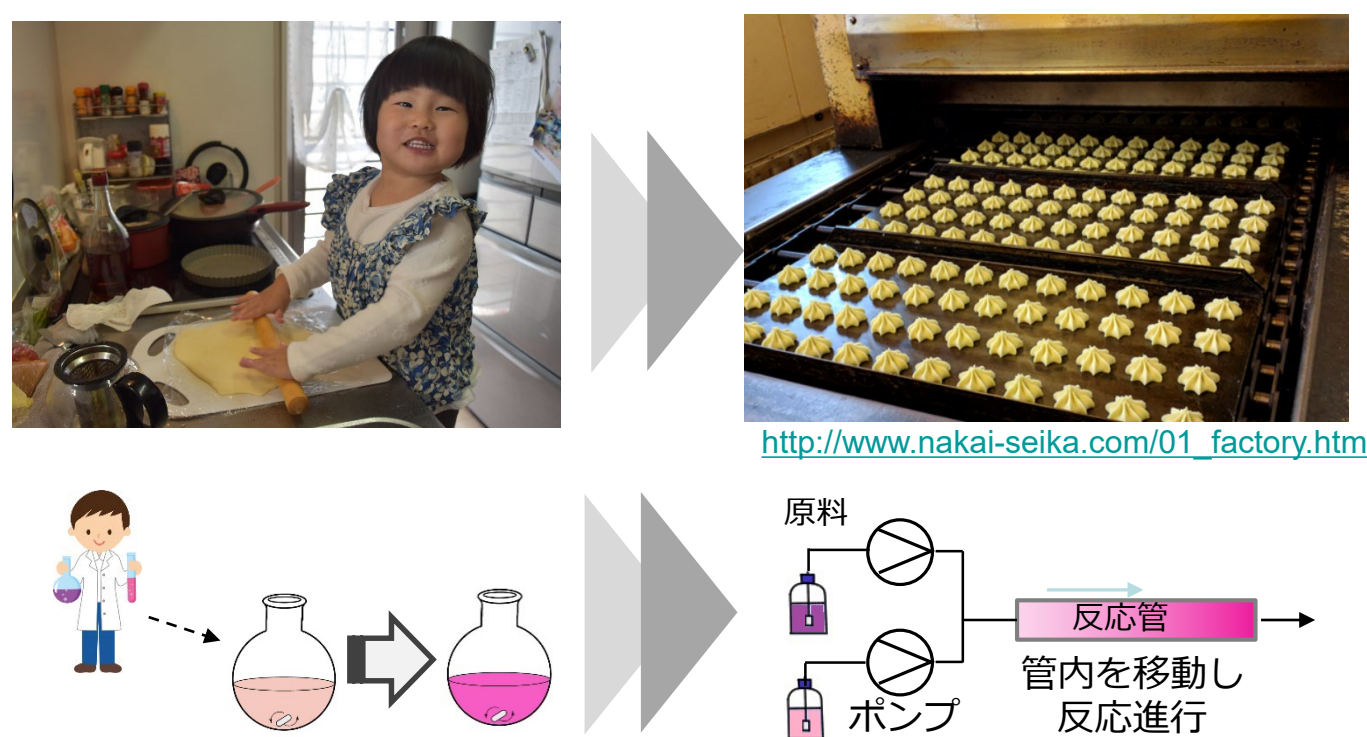 http://www.nakai-seika.com/01_factory.htm
原料
反応管
ポンプ
管内を移動し
反応進行